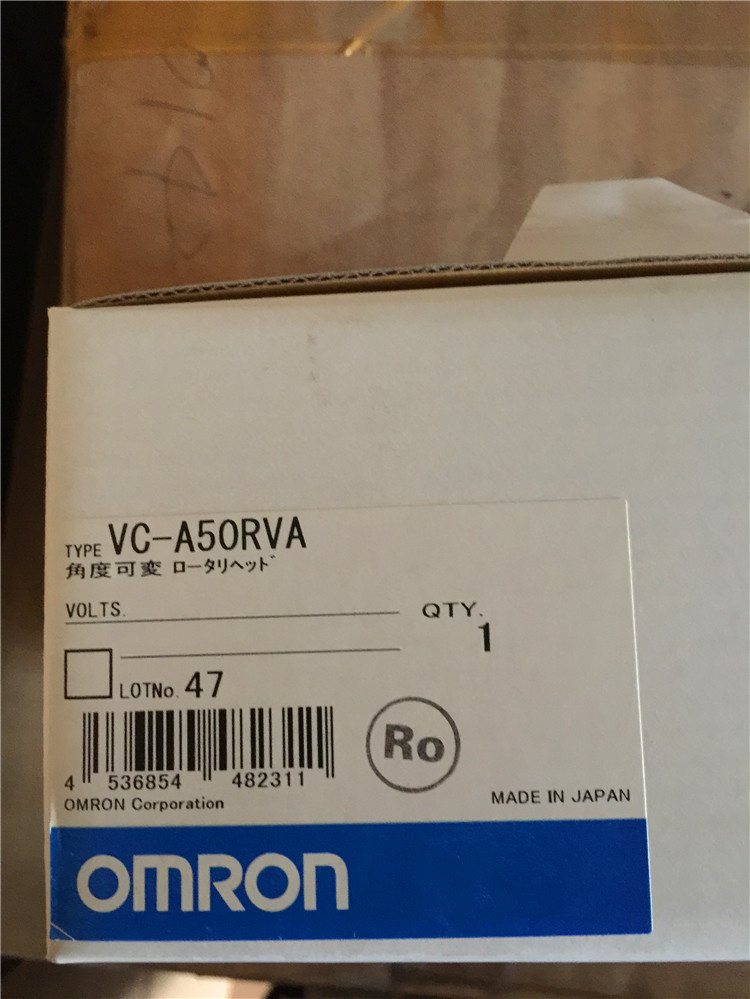 TYPE VC-A50RVA
角度可変 ロータリヘッド
VOLTS.
QTY.
1
LOTNo. 47
Ro
4 536854 482311
OMRON Corporation
MADE IN JAPAN
OMRON